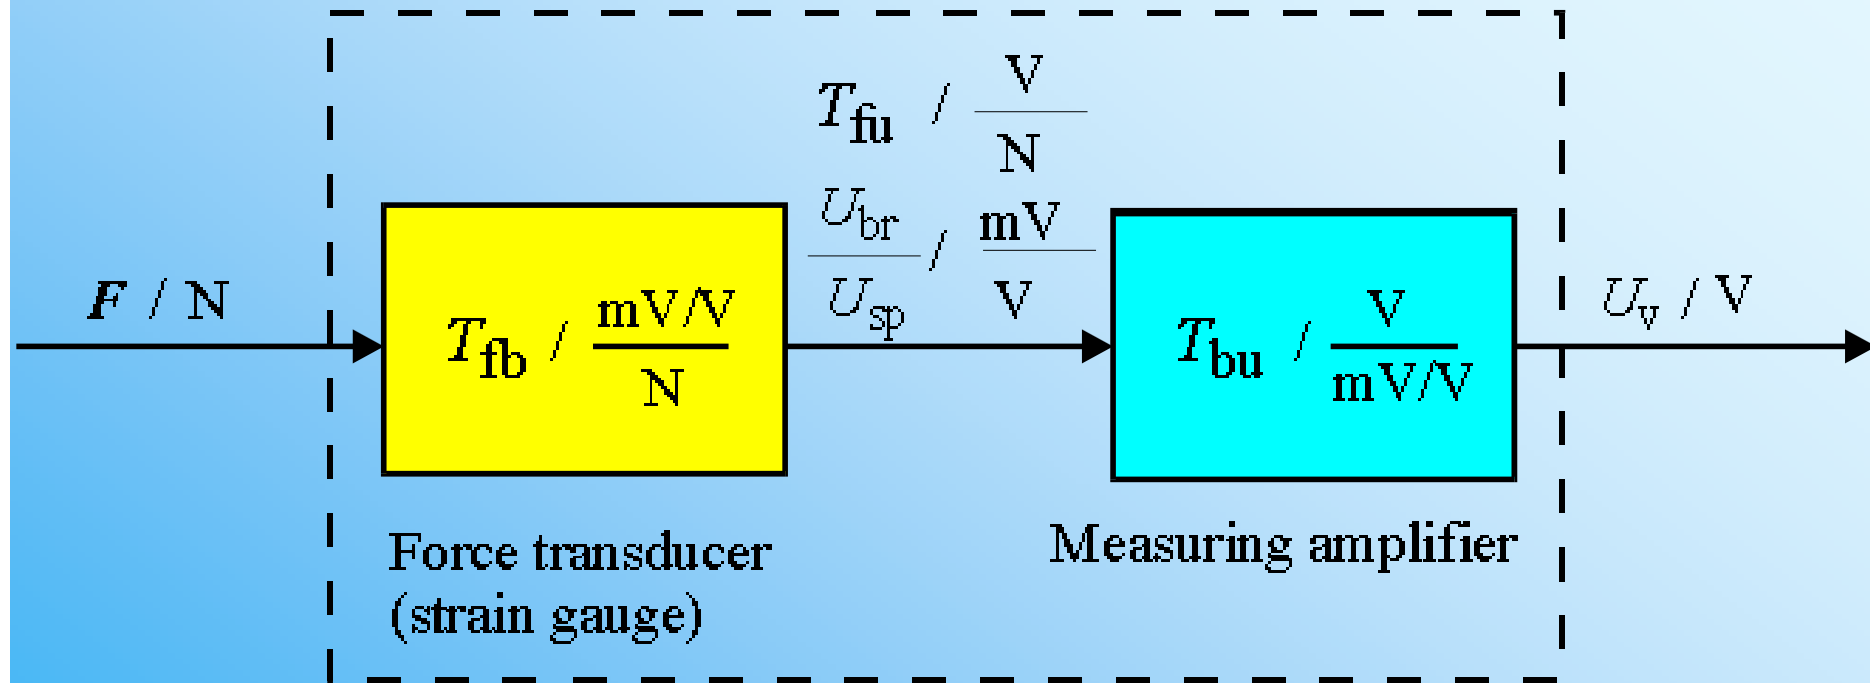 T_fu / V/N
U_br/U_sp / mV/V
F / N
T_fb / mV/V / N
T_bu / V / mV/V
U_v / V
Force transducer
(strain gauge)
Measuring amplifier